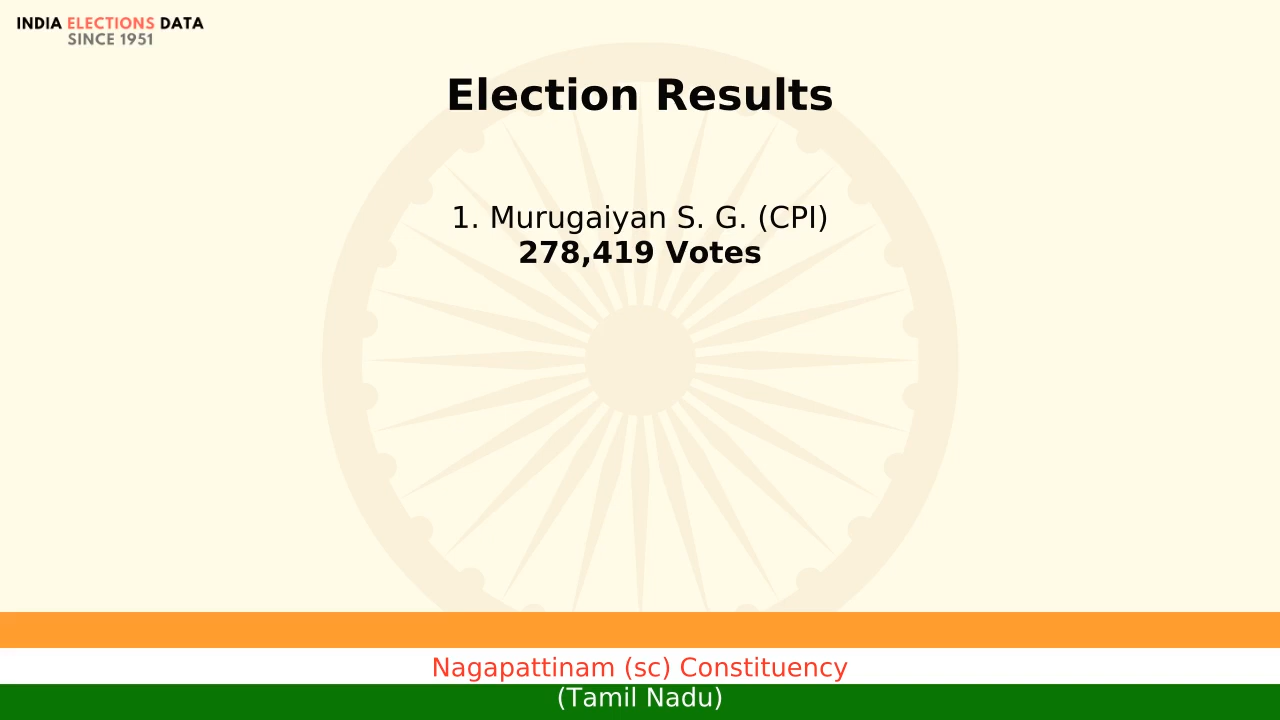 INDIA ELECTIONS DATA
SINCE 1951
Election Results
1. Murugaiyan S. G. (CPI)
278,419 Votes
Nagapattinam (sc) Constituency
(Tamil Nadu)